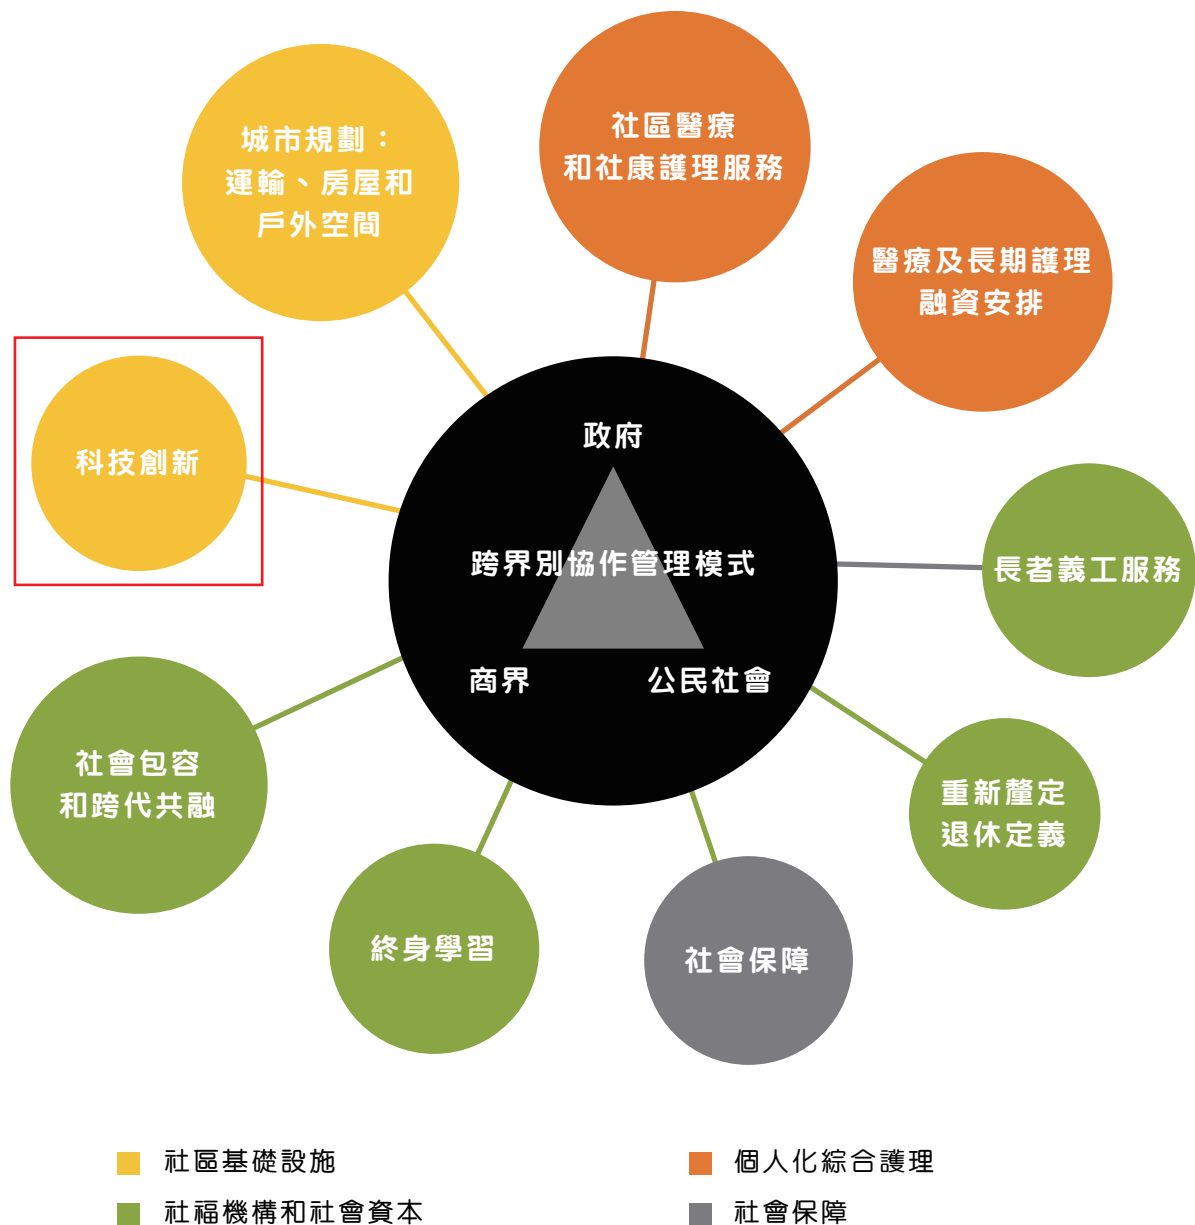 城市規劃：
運輸、房屋和
戶外空間
社區醫療
和社康護理服務
醫療及長期護理
融資安排
科技創新
政府
跨界別協作管理模式
商界
公民社會
長者義工服務
社會包容
和跨代共融
重新釐定
退休定義
終身學習
社會保障
社區基礎設施
個人化綜合護理
社福機構和社會資本
社會保障